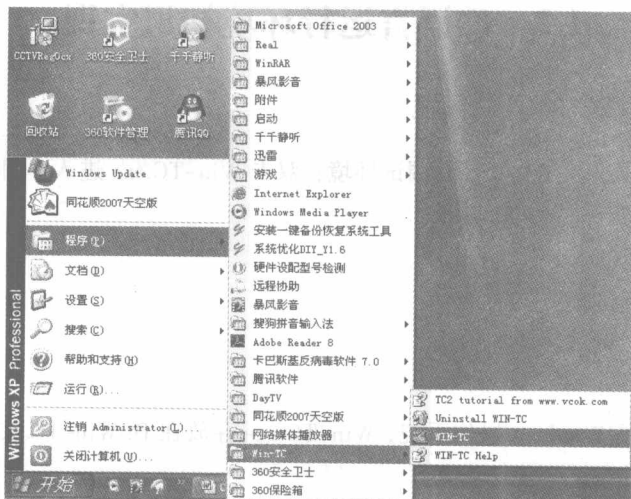 CCTVRegOcx 360安全卫士 千千静听
回收站 360软件管理 腾讯QQ
Windows Update
同花顺2007天空版
程序(P)
文档(D)
设置(S)
搜索(C)
帮助和支持(H)
运行(R)...
注销 Administrator(L)...
关闭计算机(U)...
Windows XP Professional
开始
Microsoft Office 2003
Real
WinRAR
暴风影音
附件
启动
千千静听
迅雷
游戏
Internet Explorer
Windows Media Player
安装一键备份恢复系统工具
系统优化DIY_Y1.6
硬件设配型号检测
远程协助
暴风影音
搜狗拼音输入法
Adobe Reader 8
卡巴斯基反病毒软件 7.0
腾讯软件
DayTV
同花顺2007天空版
网络媒体播放器
Win-TC
360安全卫士
360保险箱
TC2 tutorial from www.vcok.com
Uninstall WIN-TC
WIN-TC
WIN-TC Help